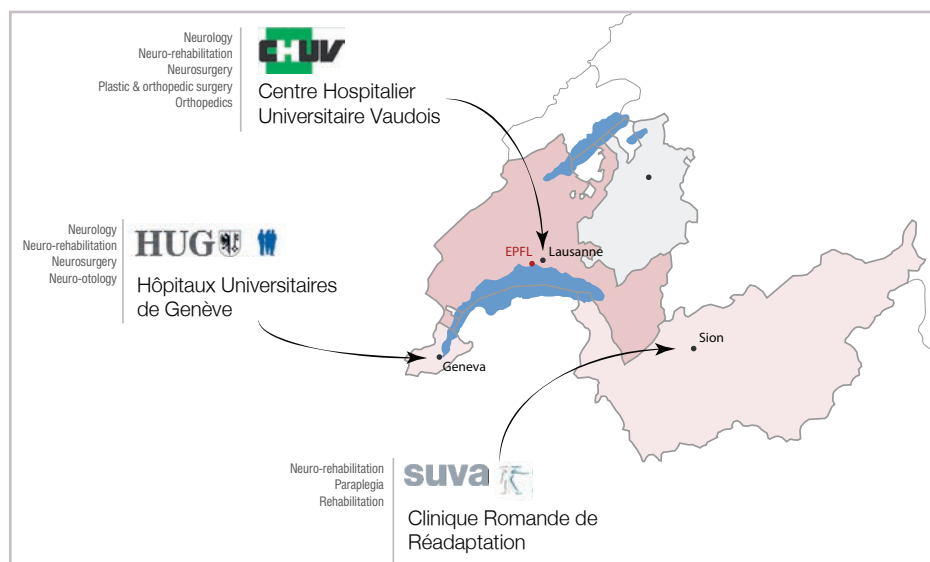 Neurology
Neuro-rehabilitation
Neurosurgery
Plastic & orthopedic surgery
Orthopedics
CHUV
Centre Hospitalier
Universitaire Vaudois
Neurology
Neuro-rehabilitation
Neurosurgery
Neuro-otology
HUG
Hôpitaux Universitaires
de Genève
EPFL
Lausanne
Geneva
Sion
Neuro-rehabilitation
Paraplegia
Rehabilitation
suva
Clinique Romande de
Réadaptation